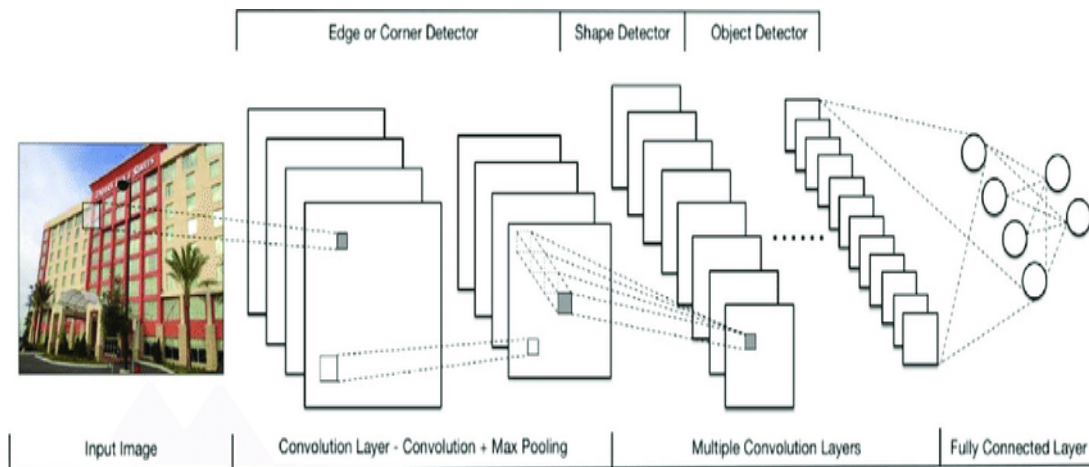 Edge or Corner Detector
Shape Detector
Object Detector
Input Image
Convolution Layer - Convolution + Max Pooling
Multiple Convolution Layers
Fully Connected Layer